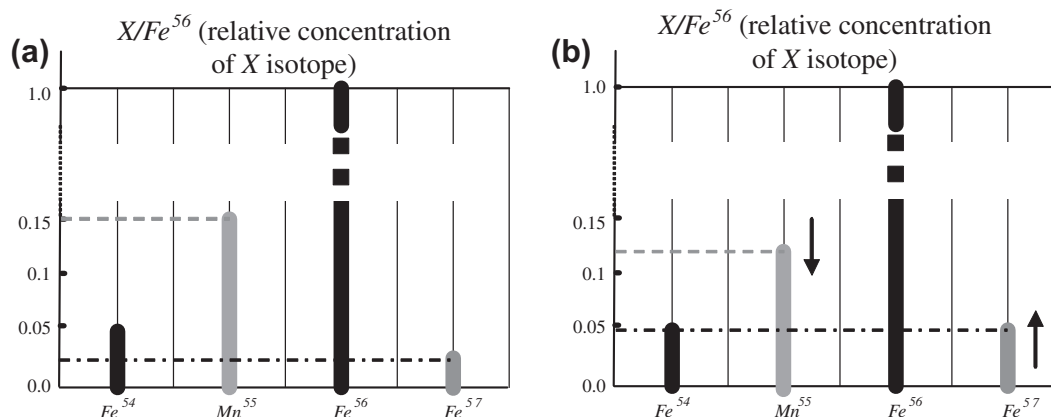 (a)
X/Fe⁵⁶ (relative concentration
of X isotope)
1.0
0.15
0.1
0.05
0.0
Fe⁵⁴
Mn⁵⁵
Fe⁵⁶
Fe⁵⁷
(b)
X/Fe⁵⁶ (relative concentration
of X isotope)
1.0
0.15
0.1
0.05
0.0
Fe⁵⁴
Mn⁵⁵
Fe⁵⁶
Fe⁵⁷